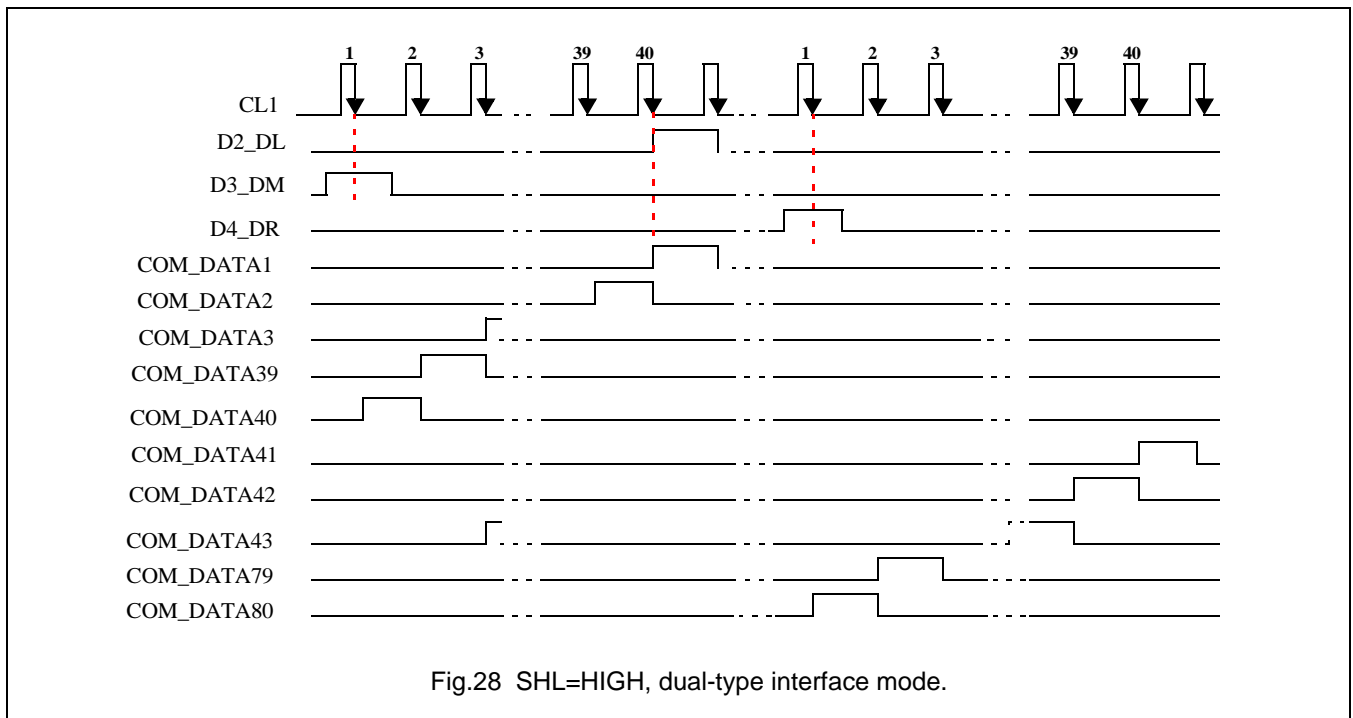 1 2 3 39 40 1 2 3 39 40
CL1
D2_DL
D3_DM
D4_DR
COM_DATA1
COM_DATA2
COM_DATA3
COM_DATA39
COM_DATA40
COM_DATA41
COM_DATA42
COM_DATA43
COM_DATA79
COM_DATA80
Fig.28 SHL=HIGH, dual-type interface mode.